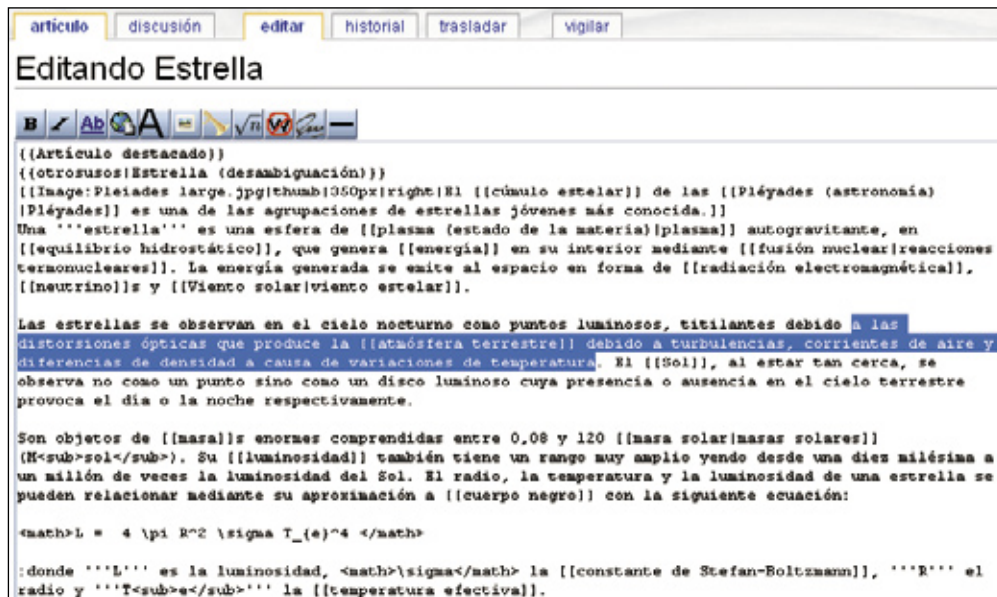 artículo discusión editar historial trasladar vigilar
Editando Estrella
B I Ab A √n W
{{Artículo destacado}}
{{otrosusos|Estrella (desambiguación)}}
[[Image:Pleiades large.jpg|thumb|350px|right|El [[cúmulo estelar]] de las [[Pléyades (astronomía)
|Pléyades]] es una de las agrupaciones de estrellas jóvenes más conocida.]]
Una '''estrella''' es una esfera de [[plasma (estado de la materia)|plasma]] autogravitante, en
[[equilibrio hidrostático]], que genera [[energía]] en su interior mediante [[fusión nuclear|reacciones
termonucleares]]. La energía generada se emite al espacio en forma de [[radiación electromagnética]],
[[neutrino]]s y [[Viento solar|viento estelar]].
Las estrellas se observan en el cielo nocturno como puntos luminosos, titilantes debido a las
distorsiones ópticas que produce la [[atmósfera terrestre]] debido a turbulencias, corrientes de aire y
diferencias de densidad a causa de variaciones de temperatura. El [[Sol]], al estar tan cerca, se
observa no como un punto sino como un disco luminoso cuya presencia o ausencia en el cielo terrestre
provoca el día o la noche respectivamente.
Son objetos de [[masa]]s enormes comprendidas entre 0,08 y 120 [[masa solar|masas solares]]
(M<sub>sol</sub>). Su [[luminosidad]] también tiene un rango muy amplio yendo desde una diez milésima a
un millón de veces la luminosidad del Sol. El radio, la temperatura y la luminosidad de una estrella se
pueden relacionar mediante su aproximación a [[cuerpo negro]] con la siguiente ecuación:
<math>L = 4 \pi R^2 \sigma T_{e}^4 </math>
:donde '''L''' es la luminosidad, <math>\sigma</math> la [[constante de Stefan-Boltzmann]], '''R''' el
radio y '''T<sub>e</sub>''' la [[temperatura efectiva]].